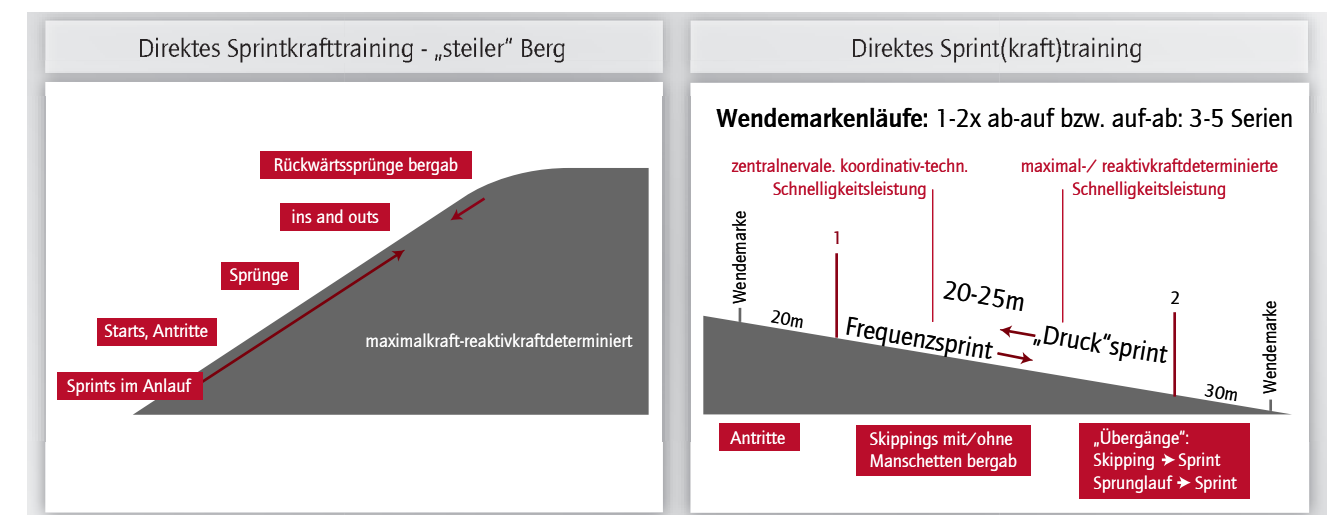 Direktes Sprintkrafttraining - „steiler“ Berg
Rückwärtssprünge bergab
ins and outs
Sprünge
Starts, Antritte
maximalkraft-reaktivkraftdeterminiert
Sprints im Anlauf
Direktes Sprint(kraft)training
Wendemarkenläufe: 1-2x ab-auf bzw. auf-ab: 3-5 Serien
zentralnervale. koordinativ-techn.
Schnelligkeitsleistung
maximal-/ reaktivkraftdeterminierte
Schnelligkeitsleistung
Wendemarke
1
20-25m
2
Wendemarke
20m
Frequenzsprint
„Druck“sprint
30m
Antritte
Skippings mit/ohne
Manschetten bergab
„Übergänge“:
Skipping ➔ Sprint
Sprunglauf ➔ Sprint